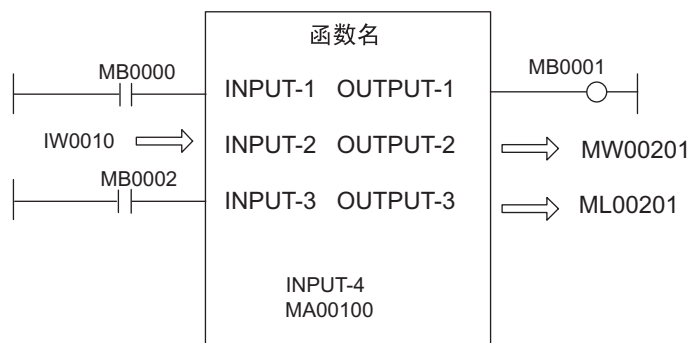 函数名
MB0000
INPUT-1 OUTPUT-1
MB0001
IW0010
INPUT-2 OUTPUT-2
MW00201
MB0002
INPUT-3 OUTPUT-3
ML00201
INPUT-4
MA00100